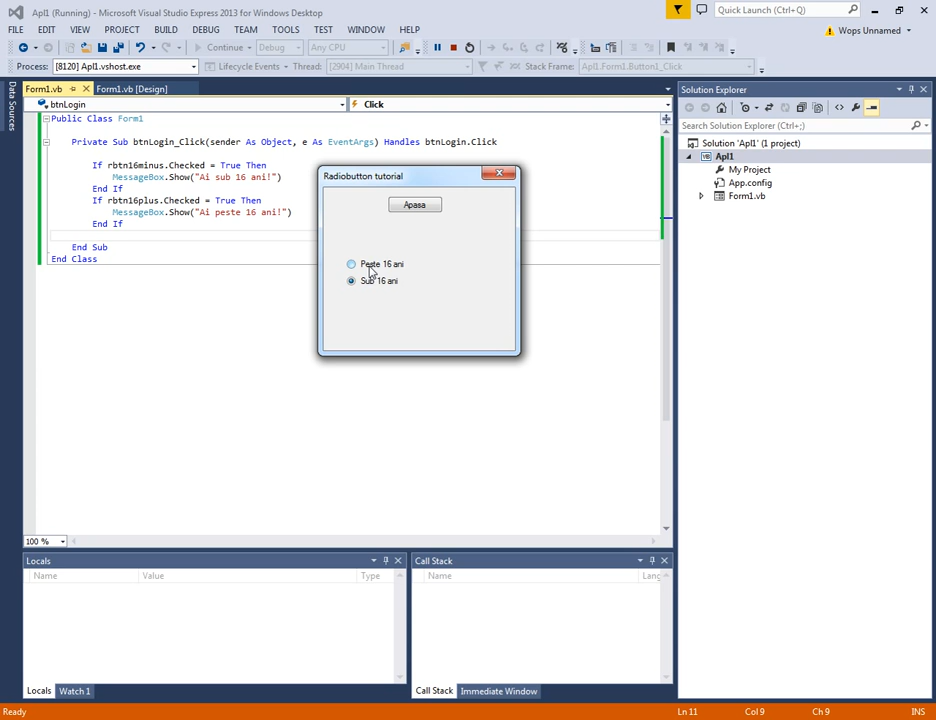 Apl1 (Running) - Microsoft Visual Studio Express 2013 for Windows Desktop
Quick Launch (Ctrl+Q)
FILE EDIT VIEW PROJECT BUILD DEBUG TEAM TOOLS TEST WINDOW HELP
Wops Unnamed
Continue Debug Any CPU
Process: [8120] Apl1.vshost.exe Lifecycle Events Thread: [2904] Main Thread Stack Frame: Apl1.Form1.Button1_Click
Data Sources
Form1.vb Form1.vb [Design]
btnLogin Click
Public Class Form1
Private Sub btnLogin_Click(sender As Object, e As EventArgs) Handles btnLogin.Click
If rbtn16minus.Checked = True Then
MessageBox.Show("Ai sub 16 ani!")
End If
If rbtn16plus.Checked = True Then
MessageBox.Show("Ai peste 16 ani!")
End If
End Sub
End Class
Radiobutton tutorial
Apasa
Peste 16 ani
Sub 16 ani
Solution Explorer
Search Solution Explorer (Ctrl+;)
Solution 'Apl1' (1 project)
Apl1
My Project
App.config
Form1.vb
100 %
Locals
Name Value Type
Locals Watch 1
Call Stack
Name Lang
Call Stack Immediate Window
Ready Ln 11 Col 9 Ch 9 INS